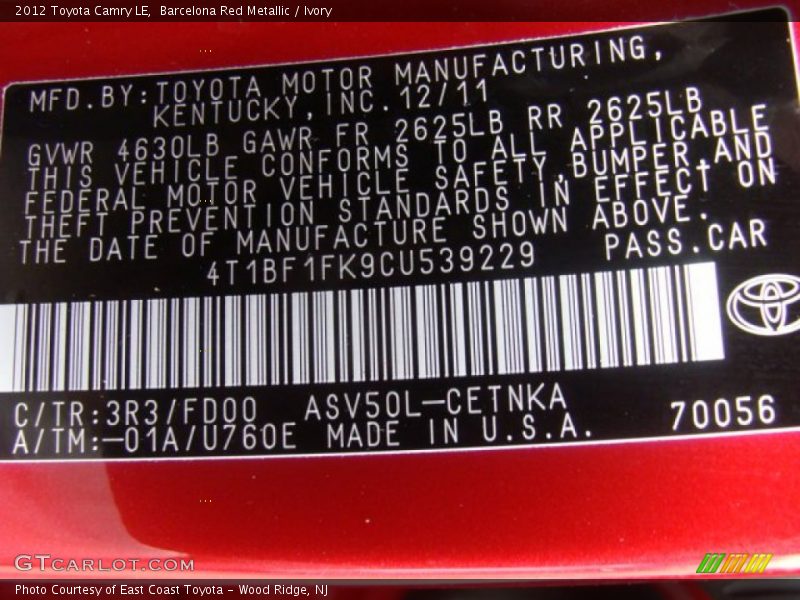 2012 Toyota Camry LE, Barcelona Red Metallic / Ivory
MFD.BY:TOYOTA MOTOR MANUFACTURING,
KENTUCKY,INC.12/11
GVWR 4630LB GAWR FR 2625LB RR 2625LB
THIS VEHICLE CONFORMS TO ALL APPLICABLE
FEDERAL MOTOR VEHICLE SAFETY,BUMPER,AND
THEFT PREVENTION STANDARDS IN EFFECT ON
THE DATE OF MANUFACTURE SHOWN ABOVE.
4T1BF1FK9CU539229 PASS.CAR
C/TR:3R3/FD00 ASV50L-CETNKA
A/TM:-01A/U760E MADE IN U.S.A. 70056
GTCARLOT.COM
Photo Courtesy of East Coast Toyota - Wood Ridge, NJ